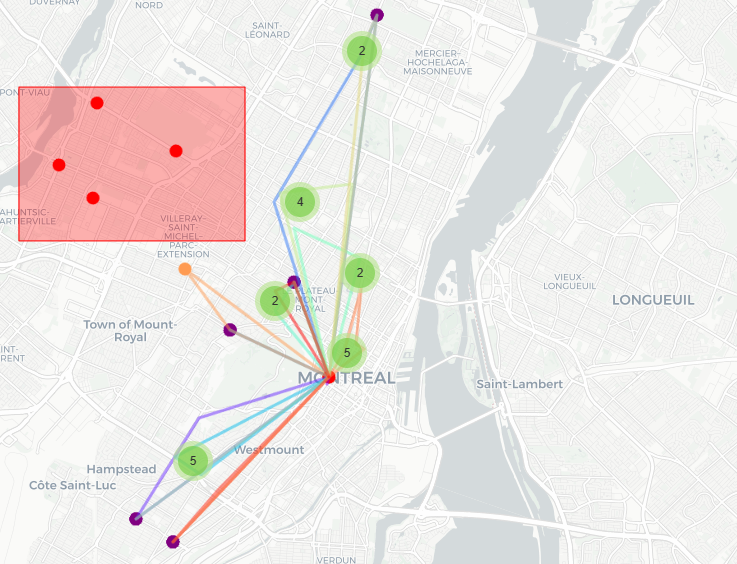 DUVERNAY
NORD
SAINT-
LÉONARD
MERCIER-
HOCHELAGA-
MAISONNEUVE
2
PONT-VIAU
4
AHUNTSIC-
ARTIERVILLE
VILLERAY-
SAINT-
MICHEL-
PARC-
EXTENSION
2
VIEUX-
LONGUEUIL
LONGUEUIL
2
PLATEAU
MONT-
ROYAL
Town of Mount-
Royal
INT-
RENT
5
MONTREAL
Saint-Lambert
Westmount
5
Hampstead
Côte Saint-Luc
VERDUN